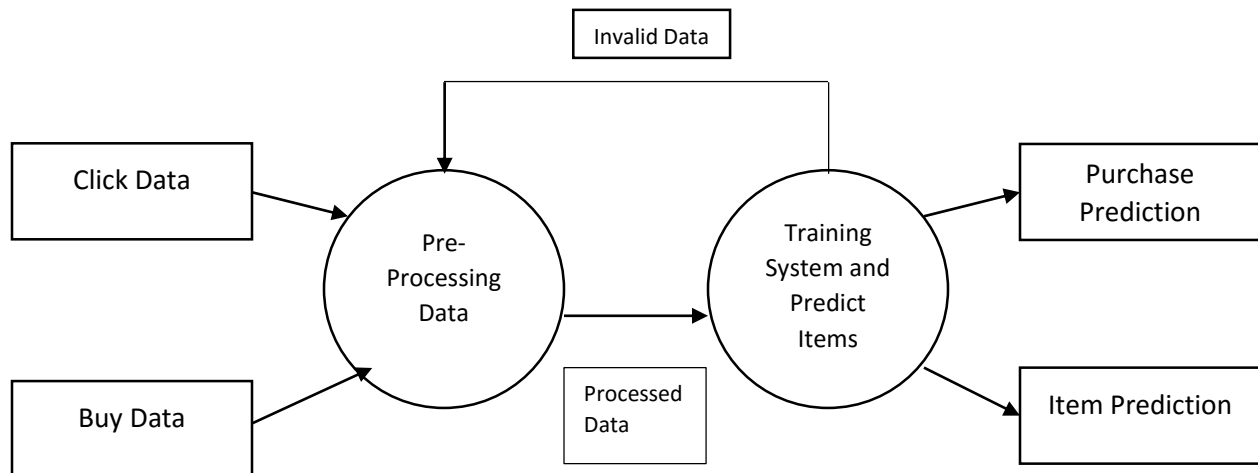 Invalid Data
Click Data
Pre-
Processing
Data
Training
System and
Predict
Items
Purchase
Prediction
Buy Data
Processed
Data
Item Prediction